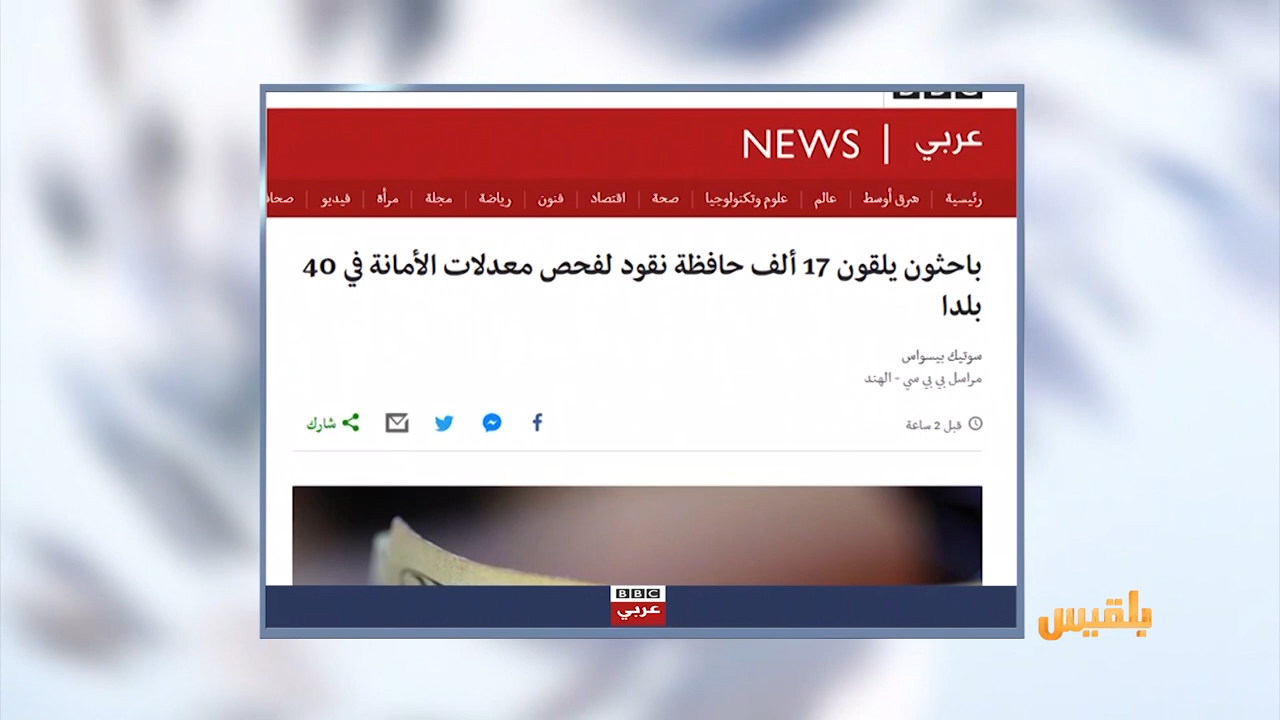 BBC
عربي | NEWS
رئيسية | شرق أوسط | عالم | علوم وتكنولوجيا | صحة | اقتصاد | فنون | رياضة | مجلة | مرأة | فيديو
باحثون يلقون 17 ألف حافظة نقود لفحص معدلات الأمانة في 40
بلدا
سوتيك بيسواس
مراسل بي بي سي - الهند
قبل 2 ساعة
شارك
BBC
عربي
بلقيس